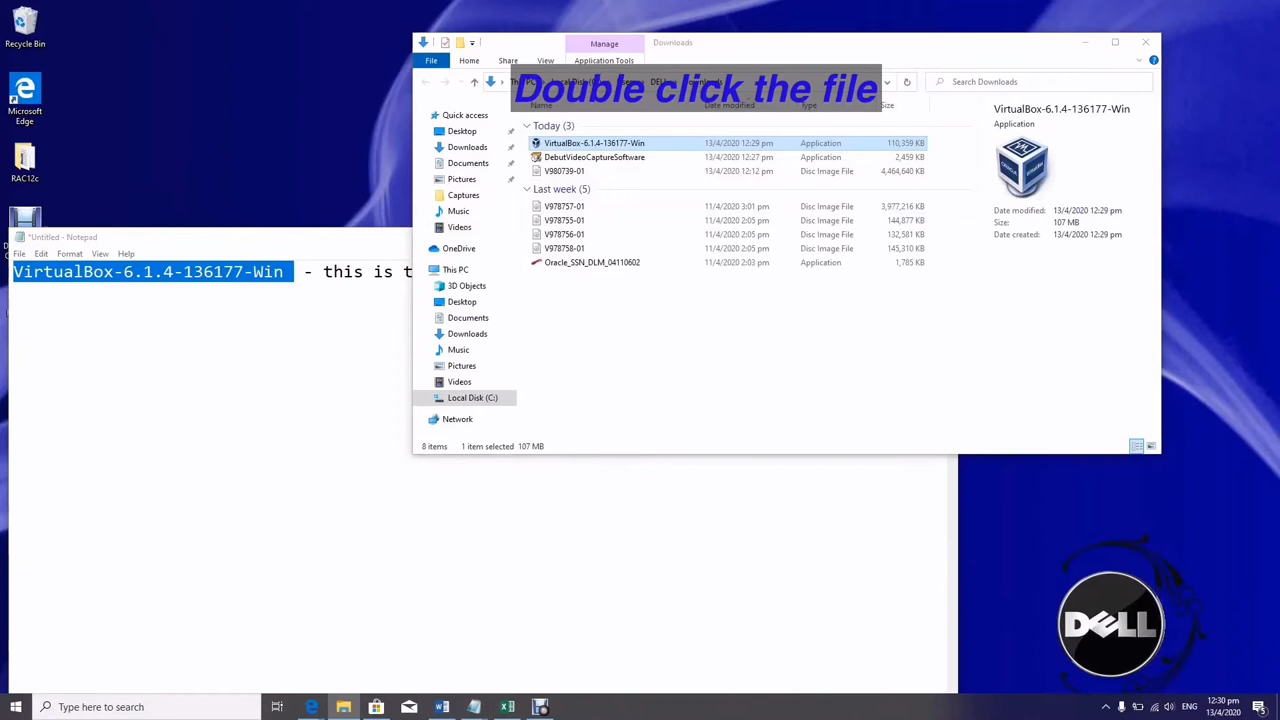 Recycle Bin
Microsoft
Edge
RAC12c
Manage
Downloads
File Home Share View Application Tools
Double click the file
Search Downloads
Name Date modified Type Size
Quick access
Desktop
Downloads
Documents
Pictures
Captures
Music
Videos
OneDrive
This PC
3D Objects
Desktop
Documents
Downloads
Music
Pictures
Videos
Local Disk (C:)
Network
Today (3)
VirtualBox-6.1.4-136177-Win 13/4/2020 12:29 pm Application 110,359 KB
DebutVideoCaptureSoftware 13/4/2020 12:27 pm Application 2,459 KB
V980739-01 13/4/2020 12:12 pm Disc Image File 4,464,640 KB
Last week (5)
V978757-01 11/4/2020 3:01 pm Disc Image File 3,977,216 KB
V978755-01 11/4/2020 2:05 pm Disc Image File 144,877 KB
V978756-01 11/4/2020 2:05 pm Disc Image File 132,581 KB
V978758-01 11/4/2020 2:05 pm Disc Image File 145,310 KB
Oracle_SSN_DLM_04110602 11/4/2020 2:03 pm Application 1,785 KB
VirtualBox-6.1.4-136177-Win
Application
Date modified: 13/4/2020 12:29 pm
Size: 107 MB
Date created: 13/4/2020 12:29 pm
8 items 1 item selected 107 MB
*Untitled - Notepad
File Edit Format View Help
VirtualBox-6.1.4-136177-Win - this is t
DELL
Type here to search
ENG
12:30 pm
13/4/2020